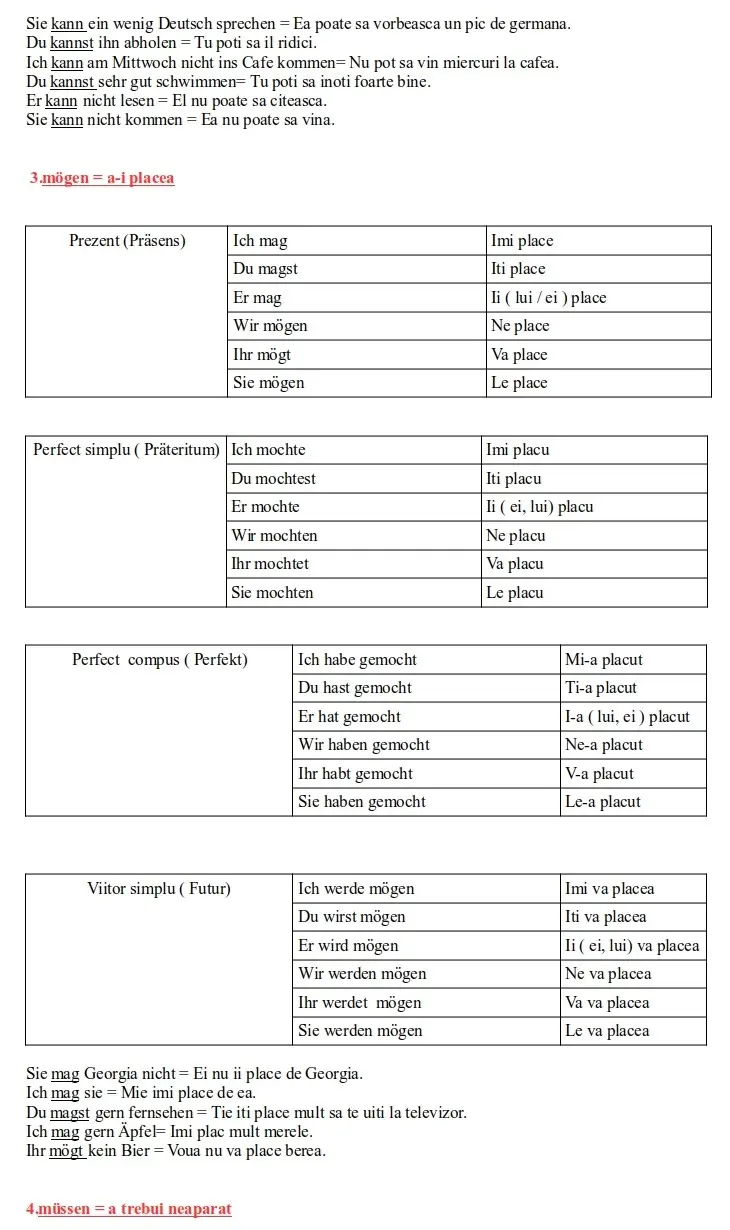 Sie kann ein wenig Deutsch sprechen = Ea poate sa vorbeasca un pic de germana.
Du kannst ihn abholen = Tu poti sa il ridici.
Ich kann am Mittwoch nicht ins Cafe kommen= Nu pot sa vin miercuri la cafea.
Du kannst sehr gut schwimmen= Tu poti sa inoti foarte bine.
Er kann nicht lesen = El nu poate sa citeasca.
Sie kann nicht kommen = Ea nu poate sa vina.
3.mögen = a-i placea
Prezent (Präsens) Ich mag Imi place
Du magst Iti place
Er mag Ii ( lui / ei ) place
Wir mögen Ne place
Ihr mögt Va place
Sie mögen Le place
Perfect simplu ( Präteritum) Ich mochte Imi placu
Du mochtest Iti placu
Er mochte Ii ( ei, lui) placu
Wir mochten Ne placu
Ihr mochtet Va placu
Sie mochten Le placu
Perfect compus ( Perfekt) Ich habe gemocht Mi-a placut
Du hast gemocht Ti-a placut
Er hat gemocht I-a ( lui, ei ) placut
Wir haben gemocht Ne-a placut
Ihr habt gemocht V-a placut
Sie haben gemocht Le-a placut
Viitor simplu ( Futur) Ich werde mögen Imi va placea
Du wirst mögen Iti va placea
Er wird mögen Ii ( ei, lui) va placea
Wir werden mögen Ne va placea
Ihr werdet mögen Va va placea
Sie werden mögen Le va placea
Sie mag Georgia nicht = Ei nu ii place de Georgia.
Ich mag sie = Mie imi place de ea.
Du magst gern fernsehen = Tie iti place mult sa te uiti la televizor.
Ich mag gern Äpfel= Imi plac mult merele.
Ihr mögt kein Bier = Voua nu va place berea.
4.müssen = a trebui neaparat